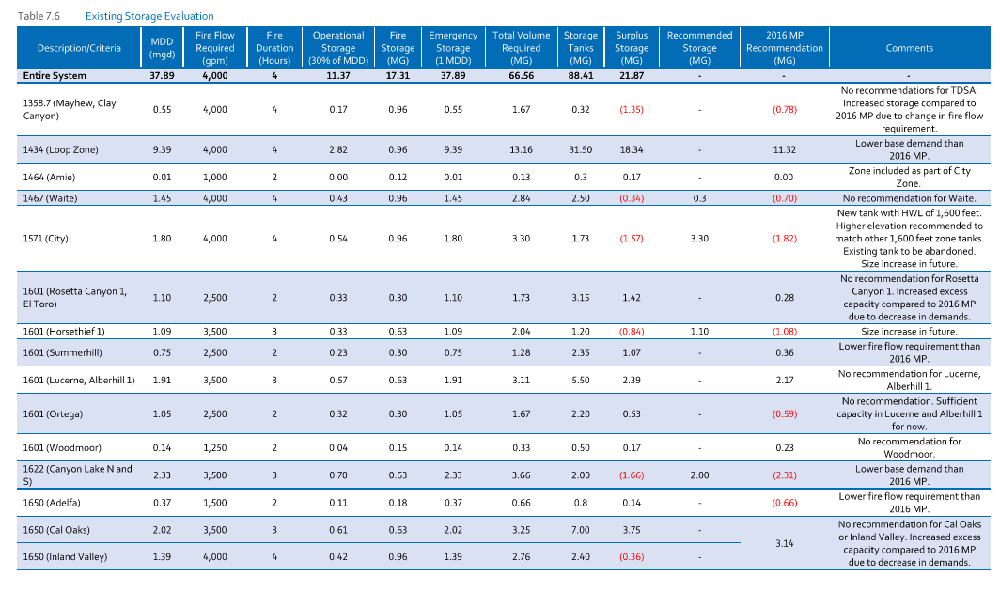 Table 7.6 Existing Storage Evaluation
Description/Criteria MDD (mgd) Fire Flow Required (gpm) Fire Duration (Hours) Operational Storage (30% of MDD) Fire Storage (MG) Emergency Storage (1 MDD) Total Volume Required (MG) Storage Tanks (MG) Surplus Storage (MG) Recommended Storage (MG) 2016 MP Recommendation (MG) Comments
Entire System 37.89 4,000 4 11.37 17.31 37.89 66.56 88.41 21.87 - - -
1358.7 (Mayhew, Clay Canyon) 0.55 4,000 4 0.17 0.96 0.55 1.67 0.32 (1.35) - (0.78) No recommendations for TDSA. Increased storage compared to 2016 MP due to change in fire flow requirement.
1434 (Loop Zone) 9.39 4,000 4 2.82 0.96 9.39 13.16 31.50 18.34 - 11.32 Lower base demand than 2016 MP.
1464 (Amie) 0.01 1,000 2 0.00 0.12 0.01 0.13 0.3 0.17 - 0.00 Zone included as part of City Zone.
1467 (Waite) 1.45 4,000 4 0.43 0.96 1.45 2.84 2.50 (0.34) 0.3 (0.70) No recommendation for Waite.
1571 (City) 1.80 4,000 4 0.54 0.96 1.80 3.30 1.73 (1.57) 3.30 (1.82) New tank with HWL of 1,600 feet. Higher elevation recommended to match other 1,600 feet zone tanks. Existing tank to be abandoned. Size increase in future.
1601 (Rosetta Canyon 1, El Toro) 1.10 2,500 2 0.33 0.30 1.10 1.73 3.15 1.42 - 0.28 No recommendation for Rosetta Canyon 1. Increased excess capacity compared to 2016 MP due to decrease in demands.
1601 (Horsethief 1) 1.09 3,500 3 0.33 0.63 1.09 2.04 1.20 (0.84) 1.10 (1.08) Size increase in future.
1601 (Summerhill) 0.75 2,500 2 0.23 0.30 0.75 1.28 2.35 1.07 - 0.36 Lower fire flow requirement than 2016 MP.
1601 (Lucerne, Alberhill 1) 1.91 3,500 3 0.57 0.63 1.91 3.11 5.50 2.39 - 2.17 No recommendation for Lucerne, Alberhill 1.
1601 (Ortega) 1.05 2,500 2 0.32 0.30 1.05 1.67 2.20 0.53 - (0.59) No recommendation. Sufficient capacity in Lucerne and Alberhill 1 for now.
1601 (Woodmoor) 0.14 1,250 2 0.04 0.15 0.14 0.33 0.50 0.17 - 0.23 No recommendation for Woodmoor.
1622 (Canyon Lake N and S) 2.33 3,500 3 0.70 0.63 2.33 3.66 2.00 (1.66) 2.00 (2.31) Lower base demand than 2016 MP.
1650 (Adelfa) 0.37 1,500 2 0.11 0.18 0.37 0.66 0.8 0.14 - (0.66) Lower fire flow requirement than 2016 MP.
1650 (Cal Oaks) 2.02 3,500 3 0.61 0.63 2.02 3.25 7.00 3.75 - 3.14 No recommendation for Cal Oaks or Inland Valley. Increased excess capacity compared to 2016 MP due to decrease in demands.
1650 (Inland Valley) 1.39 4,000 4 0.42 0.96 1.39 2.76 2.40 (0.36) -